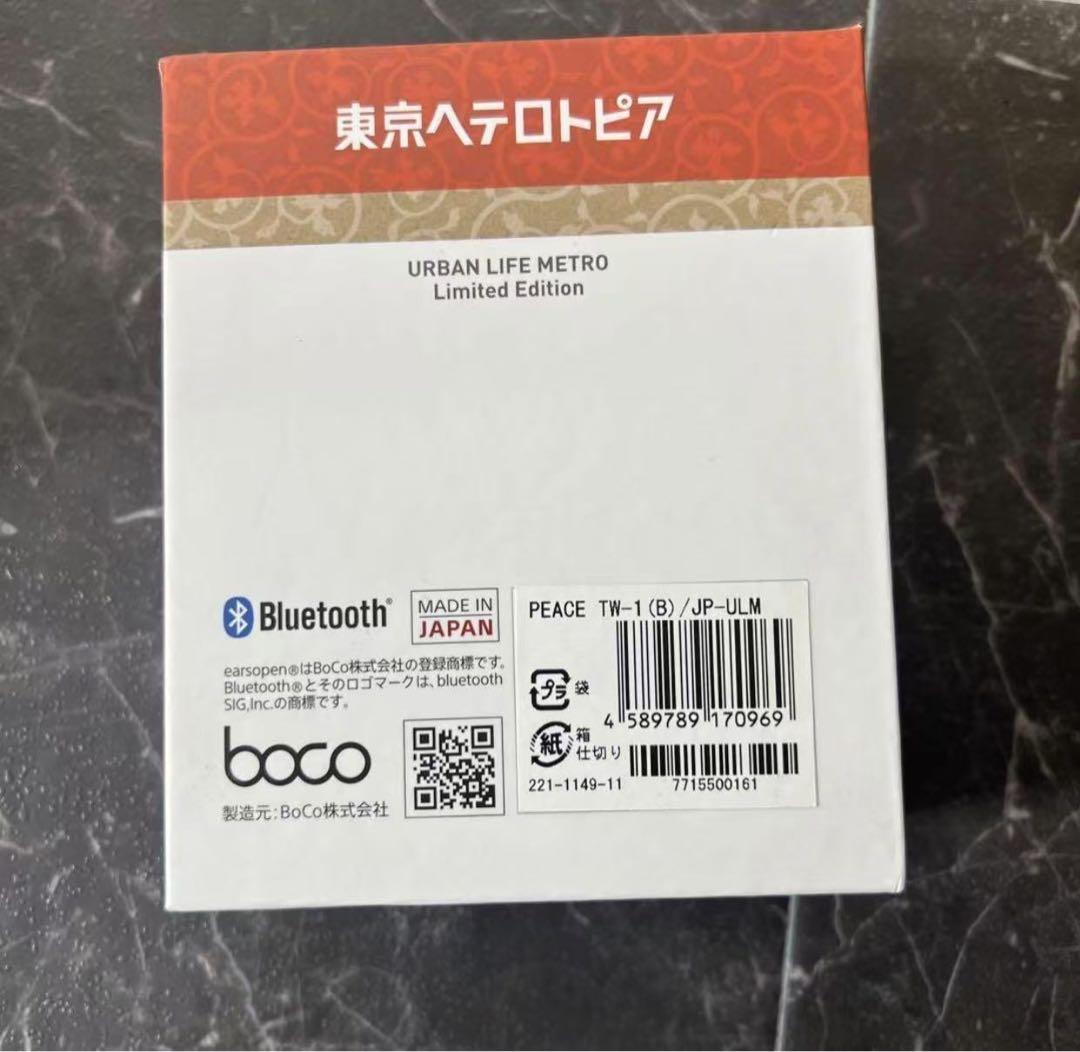 東京ヘテロトピア
URBAN LIFE METRO
Limited Edition
Bluetooth®
MADE IN
JAPAN
earsopen®はBoCo株式会社の登録商標です。
Bluetooth®とそのロゴマークは、bluetooth
SIG,Inc.の商標です。
boco
製造元:BoCo株式会社
PEACE TW-1(B)/JP-ULM
プラ 袋
4 589789 170969
紙 箱
仕切り
221-1149-11
7715500161